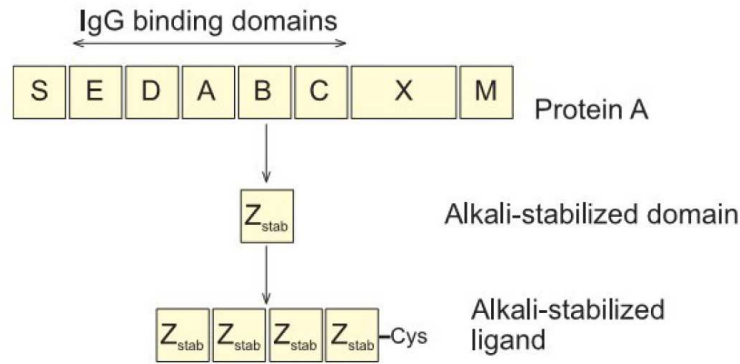 IgG binding domains
S E D A B C X M Protein A
Zstab Alkali-stabilized domain
Zstab Zstab Zstab Zstab -Cys Alkali-stabilized
ligand